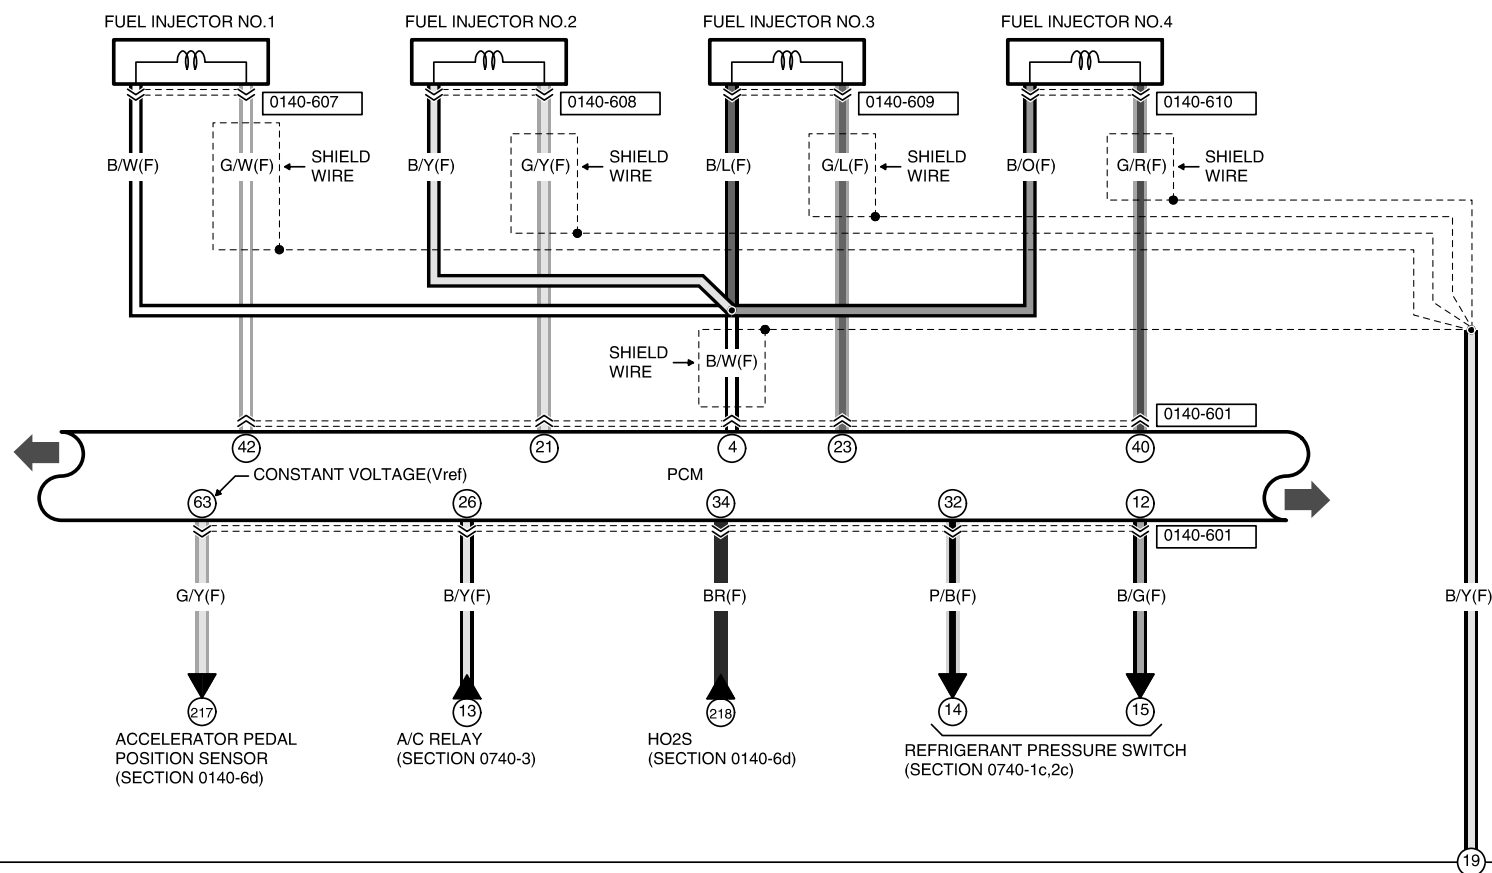 FUEL INJECTOR NO.1
FUEL INJECTOR NO.2
FUEL INJECTOR NO.3
FUEL INJECTOR NO.4
0140-607
0140-608
0140-609
0140-610
B/W(F)
G/W(F)
SHIELD
WIRE
B/Y(F)
G/Y(F)
SHIELD
WIRE
B/L(F)
G/L(F)
SHIELD
WIRE
B/O(F)
G/R(F)
SHIELD
WIRE
SHIELD
WIRE
B/W(F)
0140-601
42
21
4
23
40
CONSTANT VOLTAGE(Vref)
PCM
63
26
34
32
12
0140-601
G/Y(F)
B/Y(F)
BR(F)
P/B(F)
B/G(F)
B/Y(F)
217
13
218
14
15
ACCELERATOR PEDAL
POSITION SENSOR
(SECTION 0140-6d)
A/C RELAY
(SECTION 0740-3)
HO2S
(SECTION 0140-6d)
REFRIGERANT PRESSURE SWITCH
(SECTION 0740-1c,2c)
19